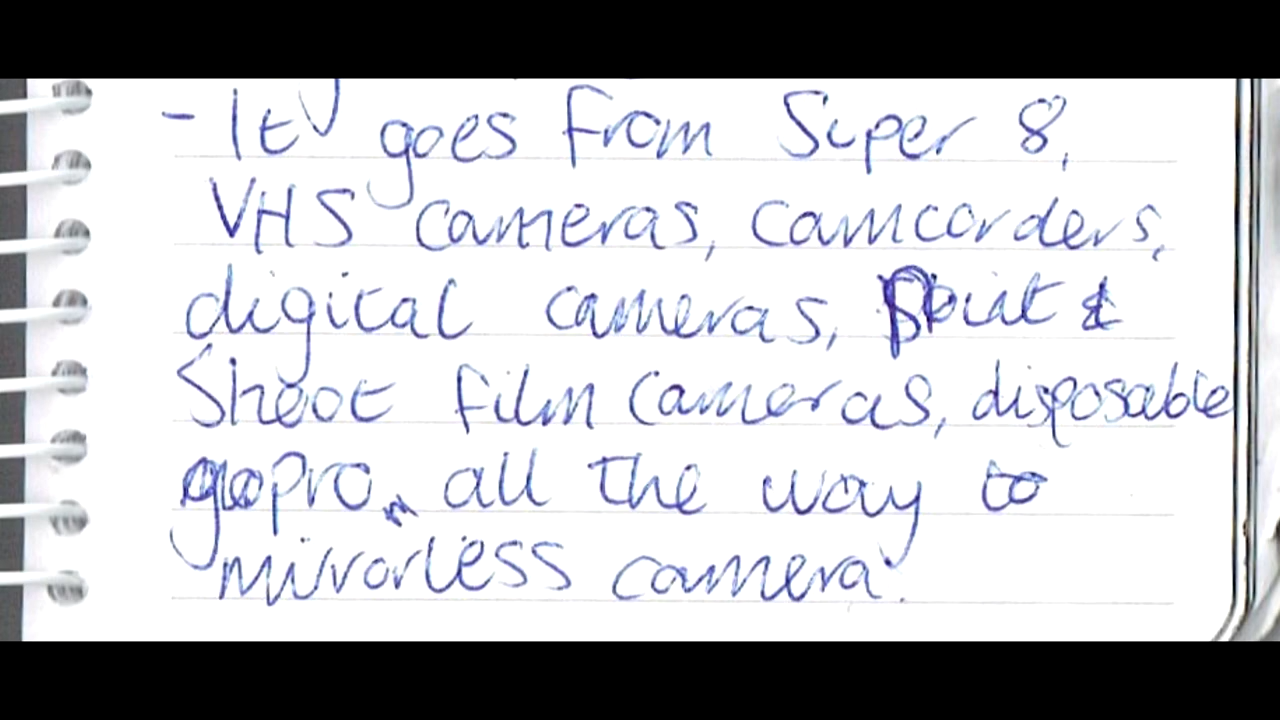 - It goes from Super 8,
VHS cameras, camcorders,
digital cameras, Point &
Shoot film cameras, disposable
gopro, all the way to
mirrorless camera.